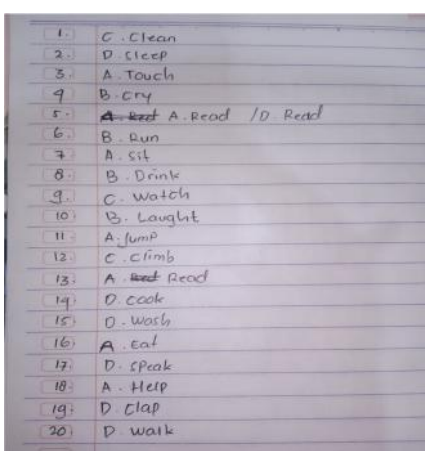 1. C. Clean
2. D. Sleep
3. A. Touch
4 B. Cry
5. A. Red A. Read / D. Read
6. B. Run
7 A. Sit
8. B. Drink
9. C. Watch
10 B. Laught
11. A. Jump
12. C. Climb
13. A Red Read
14 D. Cook
15) D. Wash
16) A. Eat
17. D. Speak
18. A. Help
19) D. Clap
20) D. Walk